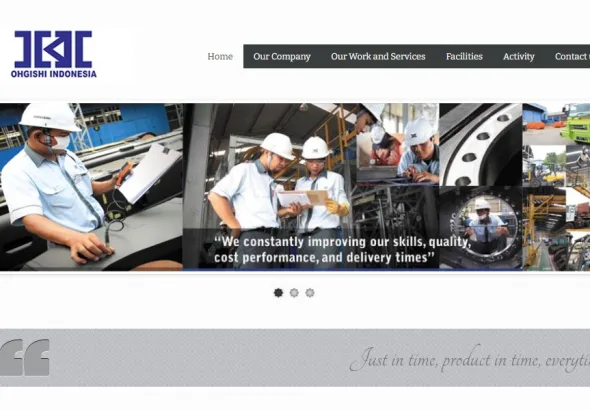 OHGISHI INDONESIA
Home
Our Company
Our Work and Services
Facilities
Activity
Contact
“We constantly improving our skills, quality,
cost performance, and delivery times”
Just in time, product in time,